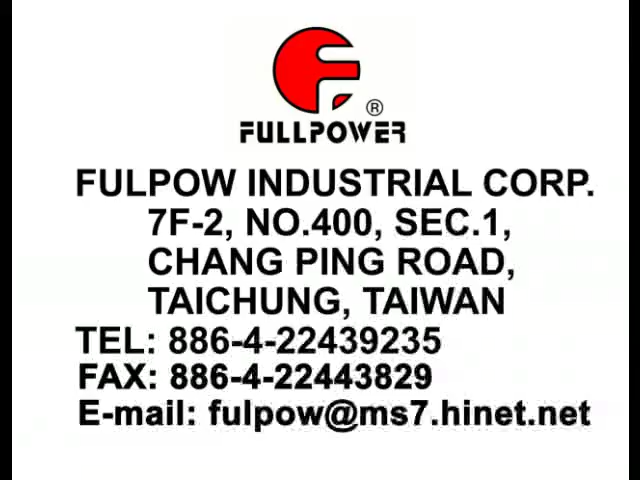 ®
FULLPOWER
FULPOW INDUSTRIAL CORP.
7F-2, NO.400, SEC.1,
CHANG PING ROAD,
TAICHUNG, TAIWAN
TEL: 886-4-22439235
FAX: 886-4-22443829
E-mail: fulpow@ms7.hinet.net